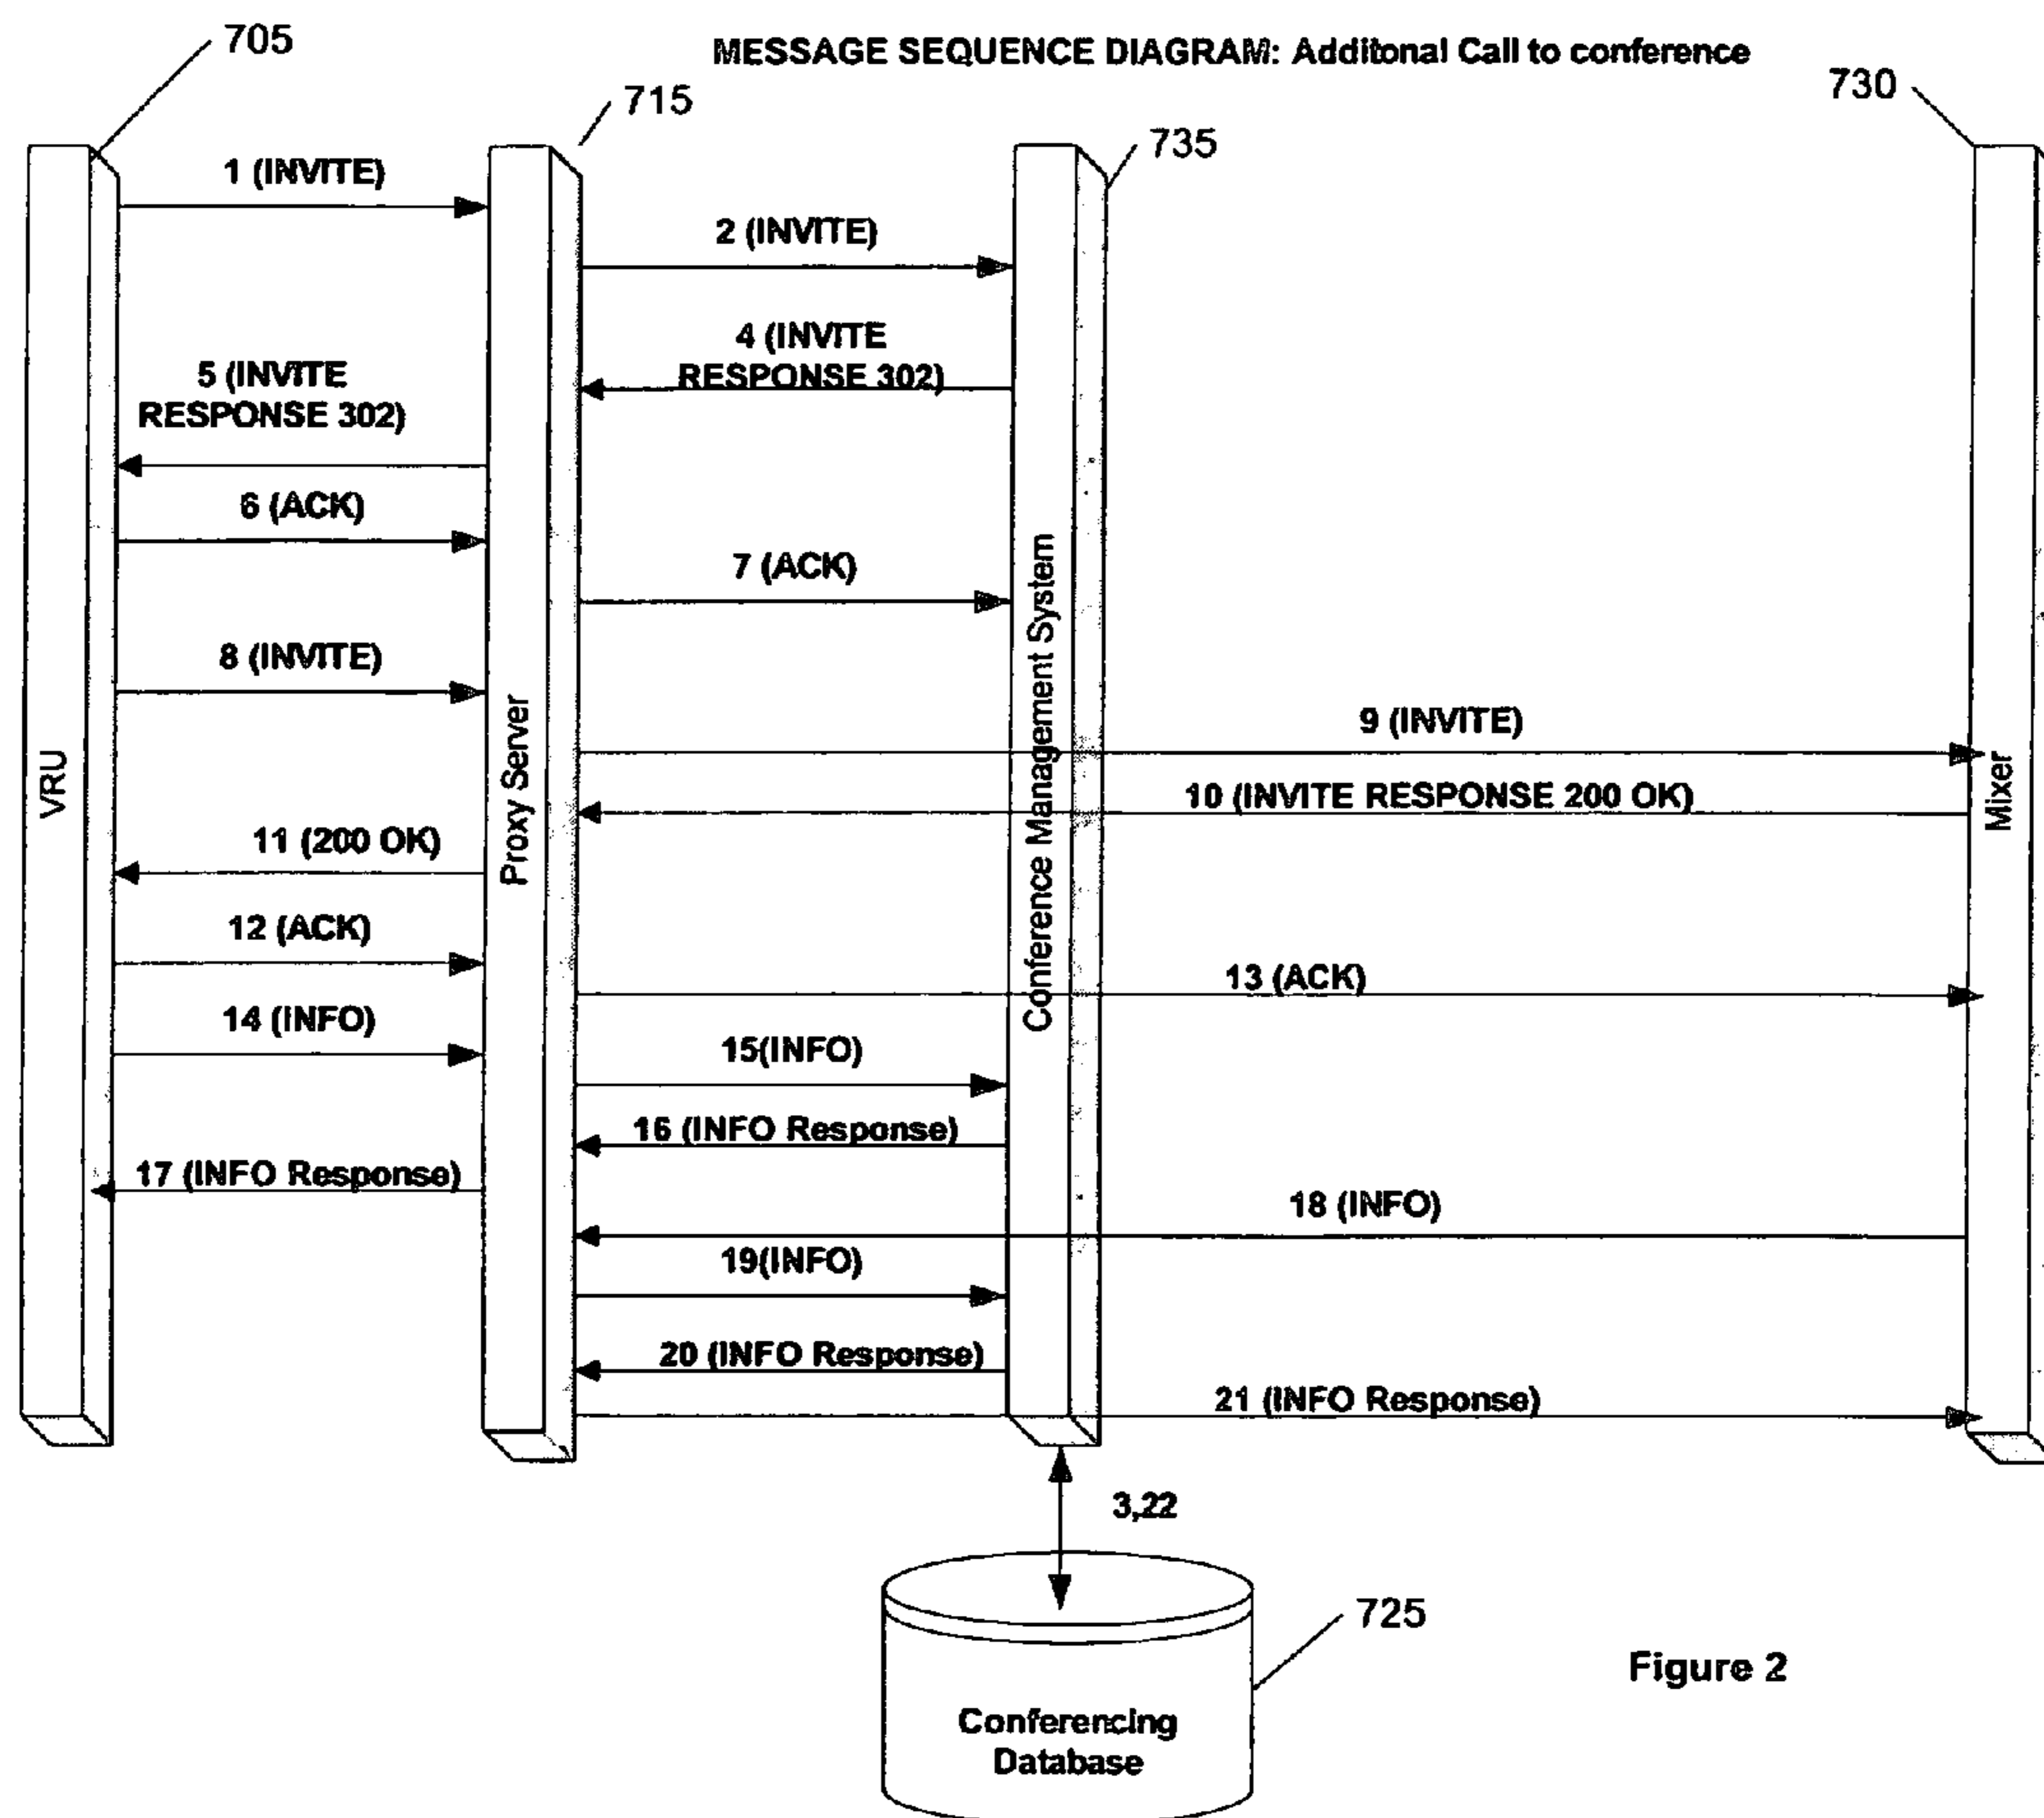 705
MESSAGE SEQUENCE DIAGRAM: Additonal Call to conference
730
715
735
1 (INVITE)
2 (INVITE)
4 (INVITE
RESPONSE 302)
5 (INVITE
RESPONSE 302)
6 (ACK)
7 (ACK)
8 (INVITE)
9 (INVITE)
10 (INVITE RESPONSE 200 OK)
11 (200 OK)
12 (ACK)
13 (ACK)
14 (INFO)
15(INFO)
16 (INFO Response)
17 (INFO Response)
18 (INFO)
19(INFO)
20 (INFO Response)
21 (INFO Response)
VRU
Proxy Server
Conference Management System
Mixer
3,22
725
Conferencing
Database
Figure 2